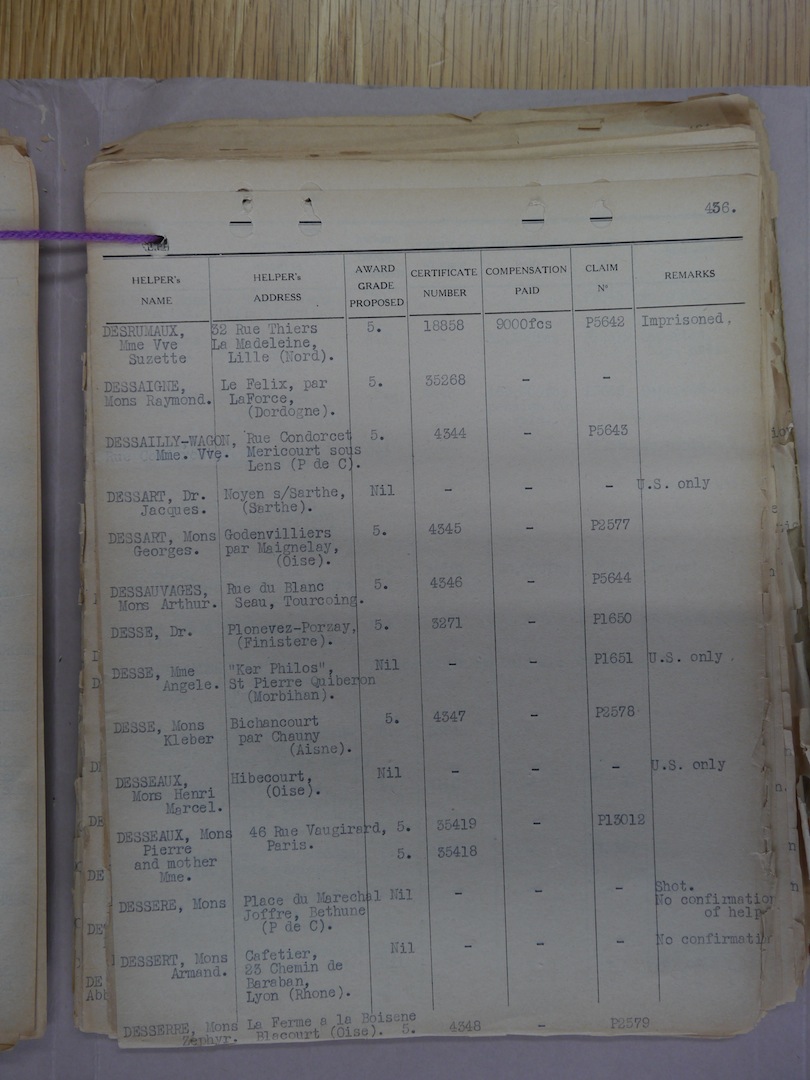 436.
HELPER's NAME HELPER's ADDRESS AWARD GRADE PROPOSED CERTIFICATE NUMBER COMPENSATION PAID CLAIM Nº REMARKS
DESRUMAUX, 32 Rue Thiers 5. 18858 9000fcs P5642 Imprisoned.
Mme Vve La Madeleine,
Suzette Lille (Nord).
DESSAIGNE, Le Felix, par 5. 35268 - -
Mons Raymond. LaForce,
(Dordogne).
DESSAILLY-WAGON, Rue Condorcet 5. 4344 - P5643
Mme. Vve. Mericourt sous
Lens (P de C).
DESSART, Dr. Noyen s/Sarthe, Nil - - - U.S. only
Jacques. (Sarthe).
DESSART, Mons Godenvilliers 5. 4345 - P2577
Georges. par Maignelay,
(Oise).
DESSAUVAGES, Rue du Blanc 5. 4346 - P5644
Mons Arthur. Seau, Tourcoing.
DESSE, Dr. Plonevez-Porzay, 5. 3271 - P1650
(Finistere).
DESSE, Mme "Ker Philos", Nil - - P1651 U.S. only.
Angele. St Pierre Quiberon
(Morbihan).
DESSE, Mons Bichancourt 5. 4347 - P2578
Kleber par Chauny
(Aisne).
DESSEAUX, Hibecourt, Nil - - - U.S. only
Mons Henri (Oise).
Marcel.
DESSEAUX, Mons 46 Rue Vaugirard, 5. 35419 - P13012
Pierre Paris.
and mother 5. 35418
Mme.
DESSERE, Mons Place du Marechal Nil - - - Shot.
Joffre, Bethune No confirmation
(P de C). of help
DESSERT, Mons Cafetier, Nil - - - No confirmati
Armand. 23 Chemin de
Baraban,
Lyon (Rhone).
DESSERRE, Mons La Ferme a la Boisene 5. 4348 - P2579
Zephyr. Blacourt (Oise).